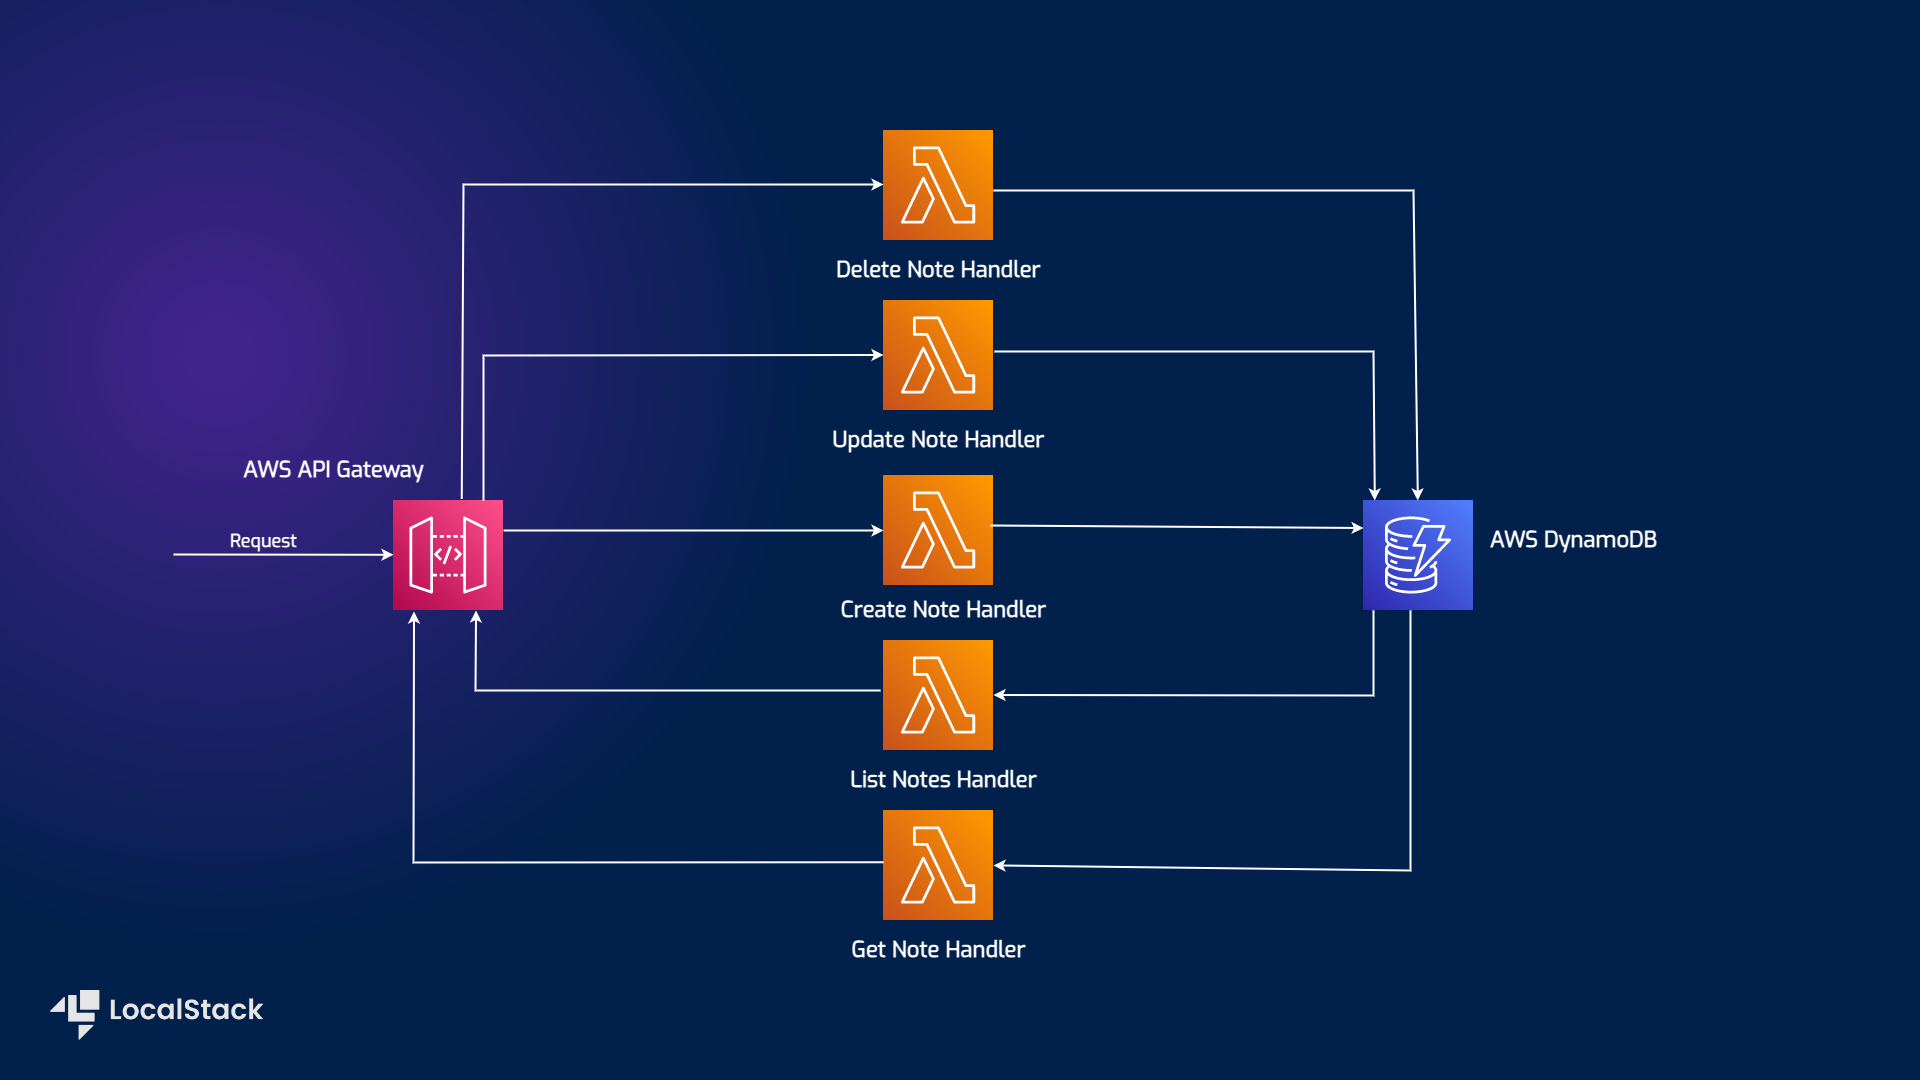 Delete Note Handler
Update Note Handler
AWS API Gateway
Request
</>
AWS DynamoDB
Create Note Handler
List Notes Handler
Get Note Handler
LocalStack